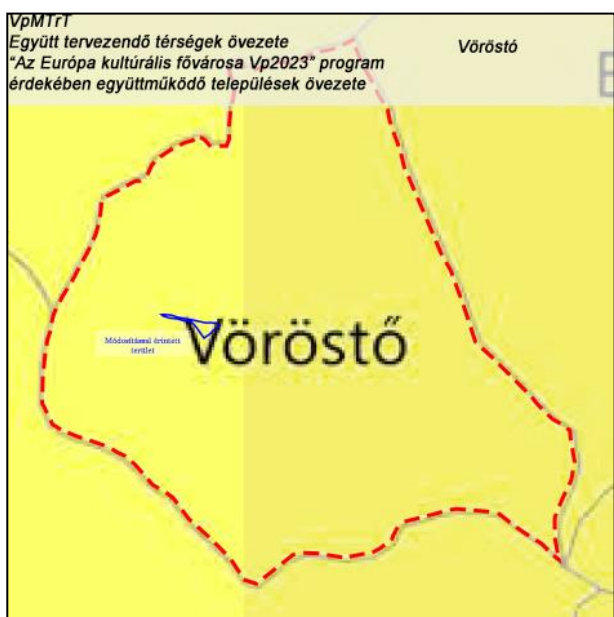 VpMTrT
Együtt tervezendő térségek övezete
Vöröstó
"Az Európa kultúrális fővárosa Vp2023" program
érdekében együttműködő települések övezete
Módosítással érintett
terület
Vöröstő